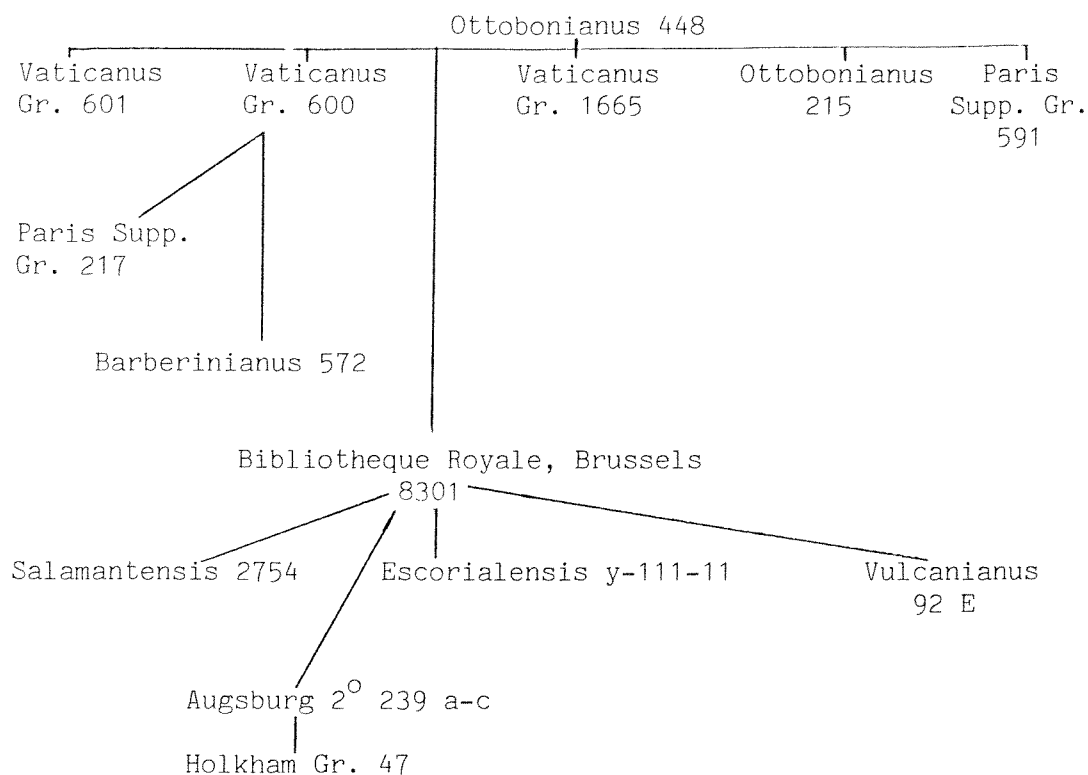 Ottobonianus 448
Vaticanus
Gr. 601
Vaticanus
Gr. 600
Vaticanus
Gr. 1665
Ottobonianus
215
Paris
Supp. Gr.
591
Paris Supp.
Gr. 217
Barberinianus 572
Bibliotheque Royale, Brussels
8301
Salamantensis 2754
Escorialensis y-111-11
Vulcanianus
92 E
Augsburg 2° 239 a-c
Holkham Gr. 47